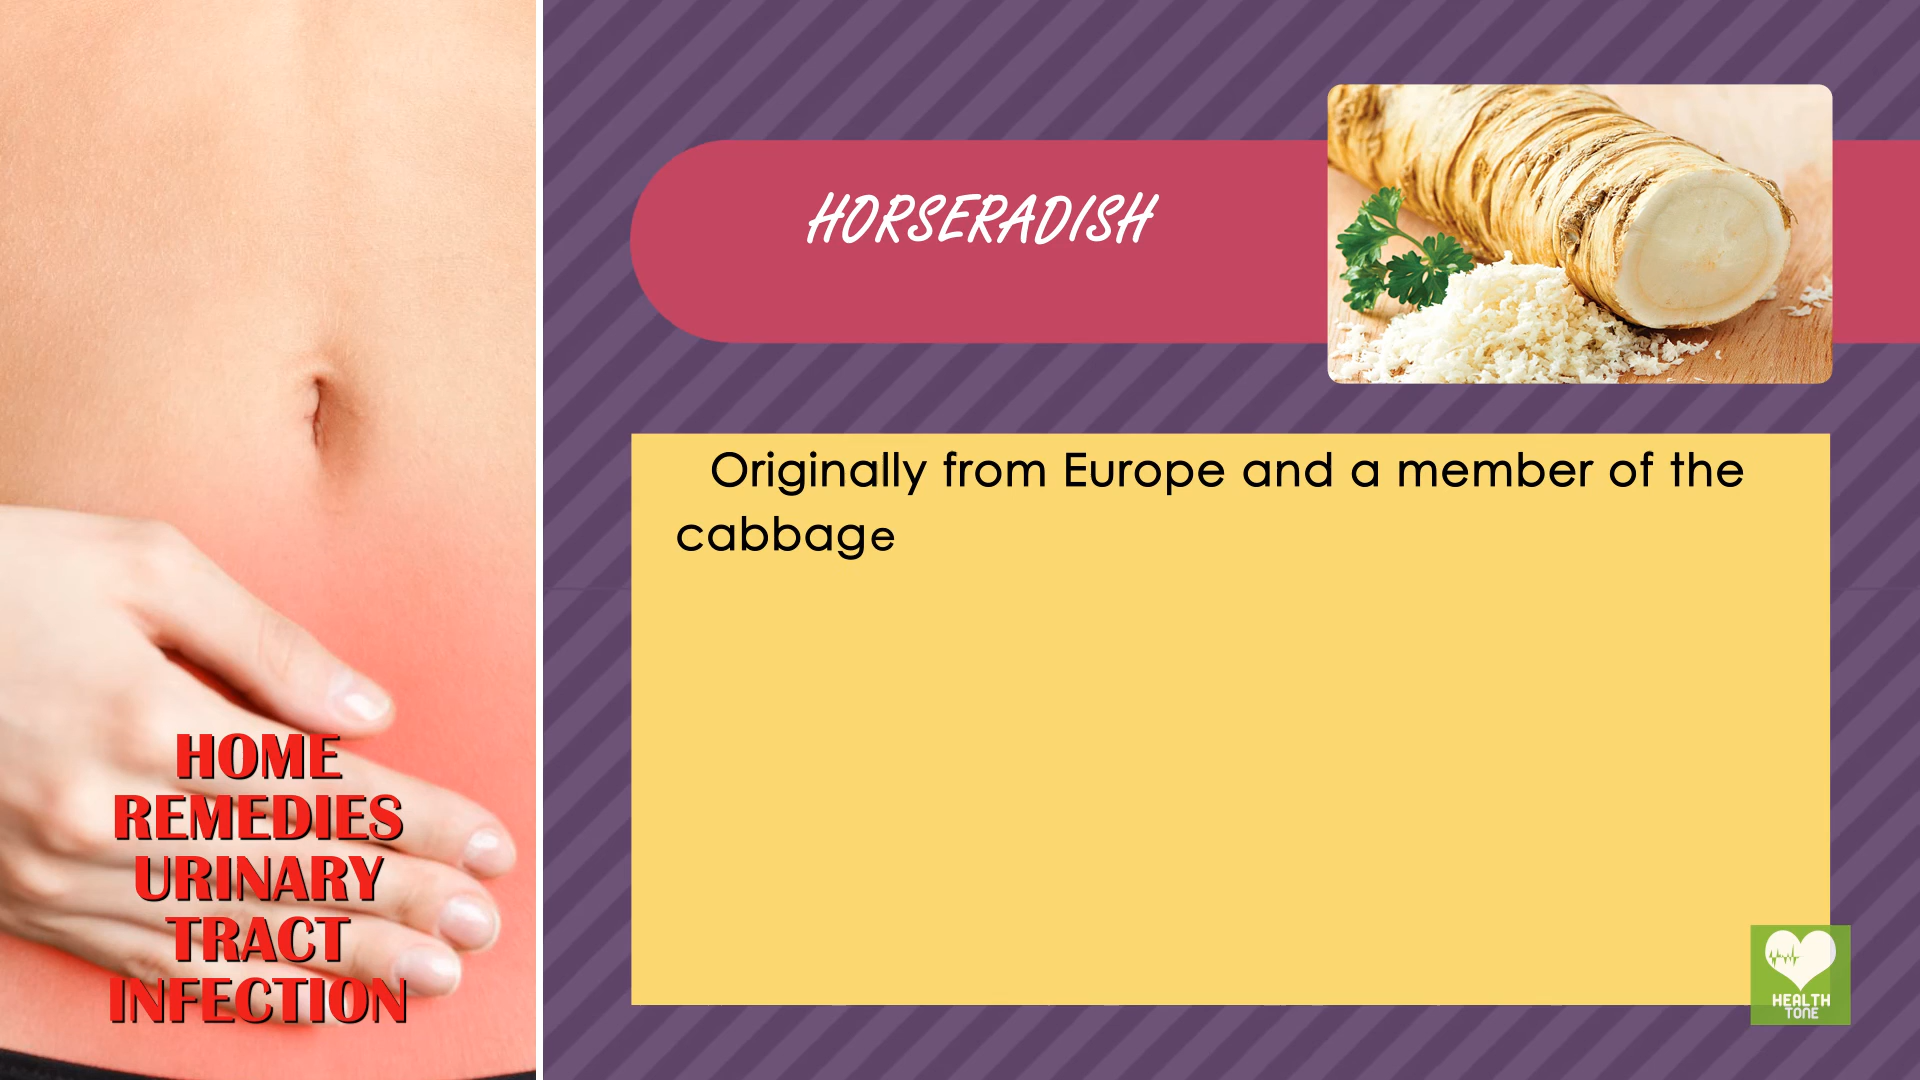 HORSERADISH
Originally from Europe and a member of the
cabbage
HOME
REMEDIES
URINARY
TRACT
INFECTION
HEALTH
TONE